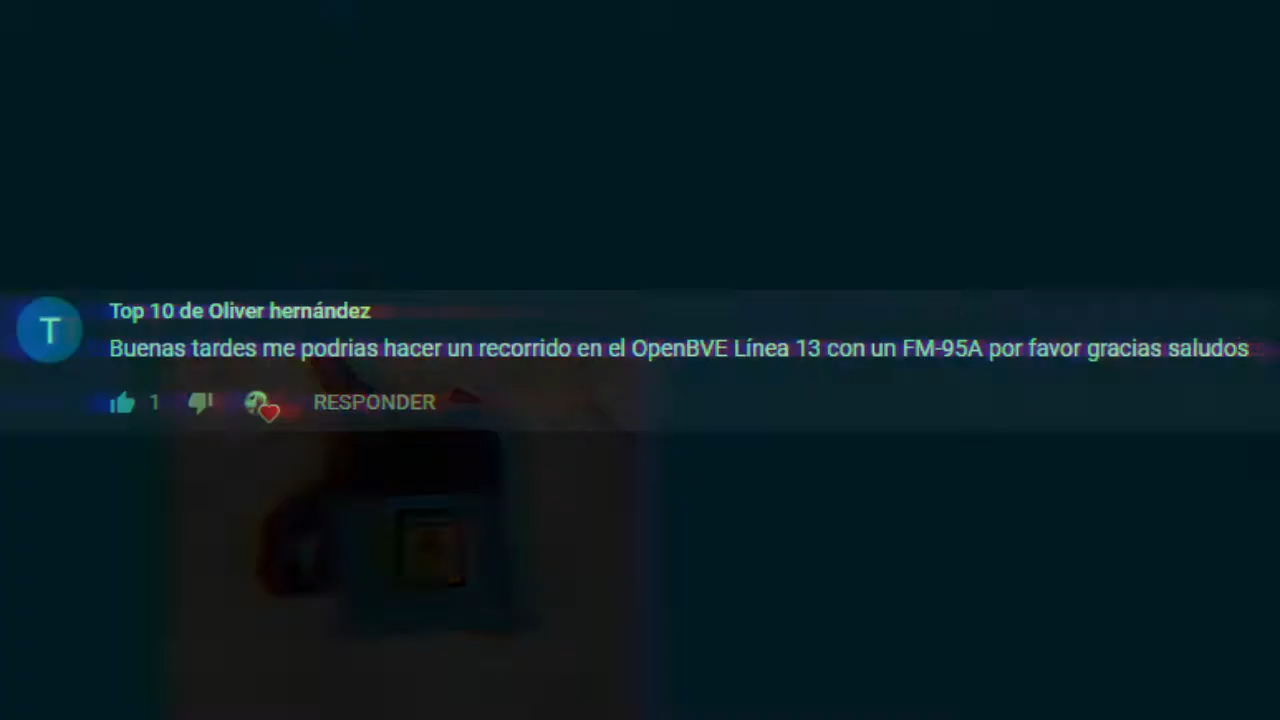 Top 10 de Oliver hernández
Buenas tardes me podrias hacer un recorrido en el OpenBVE Línea 13 con un FM-95A por favor gracias saludos
T
1 RESPONDER